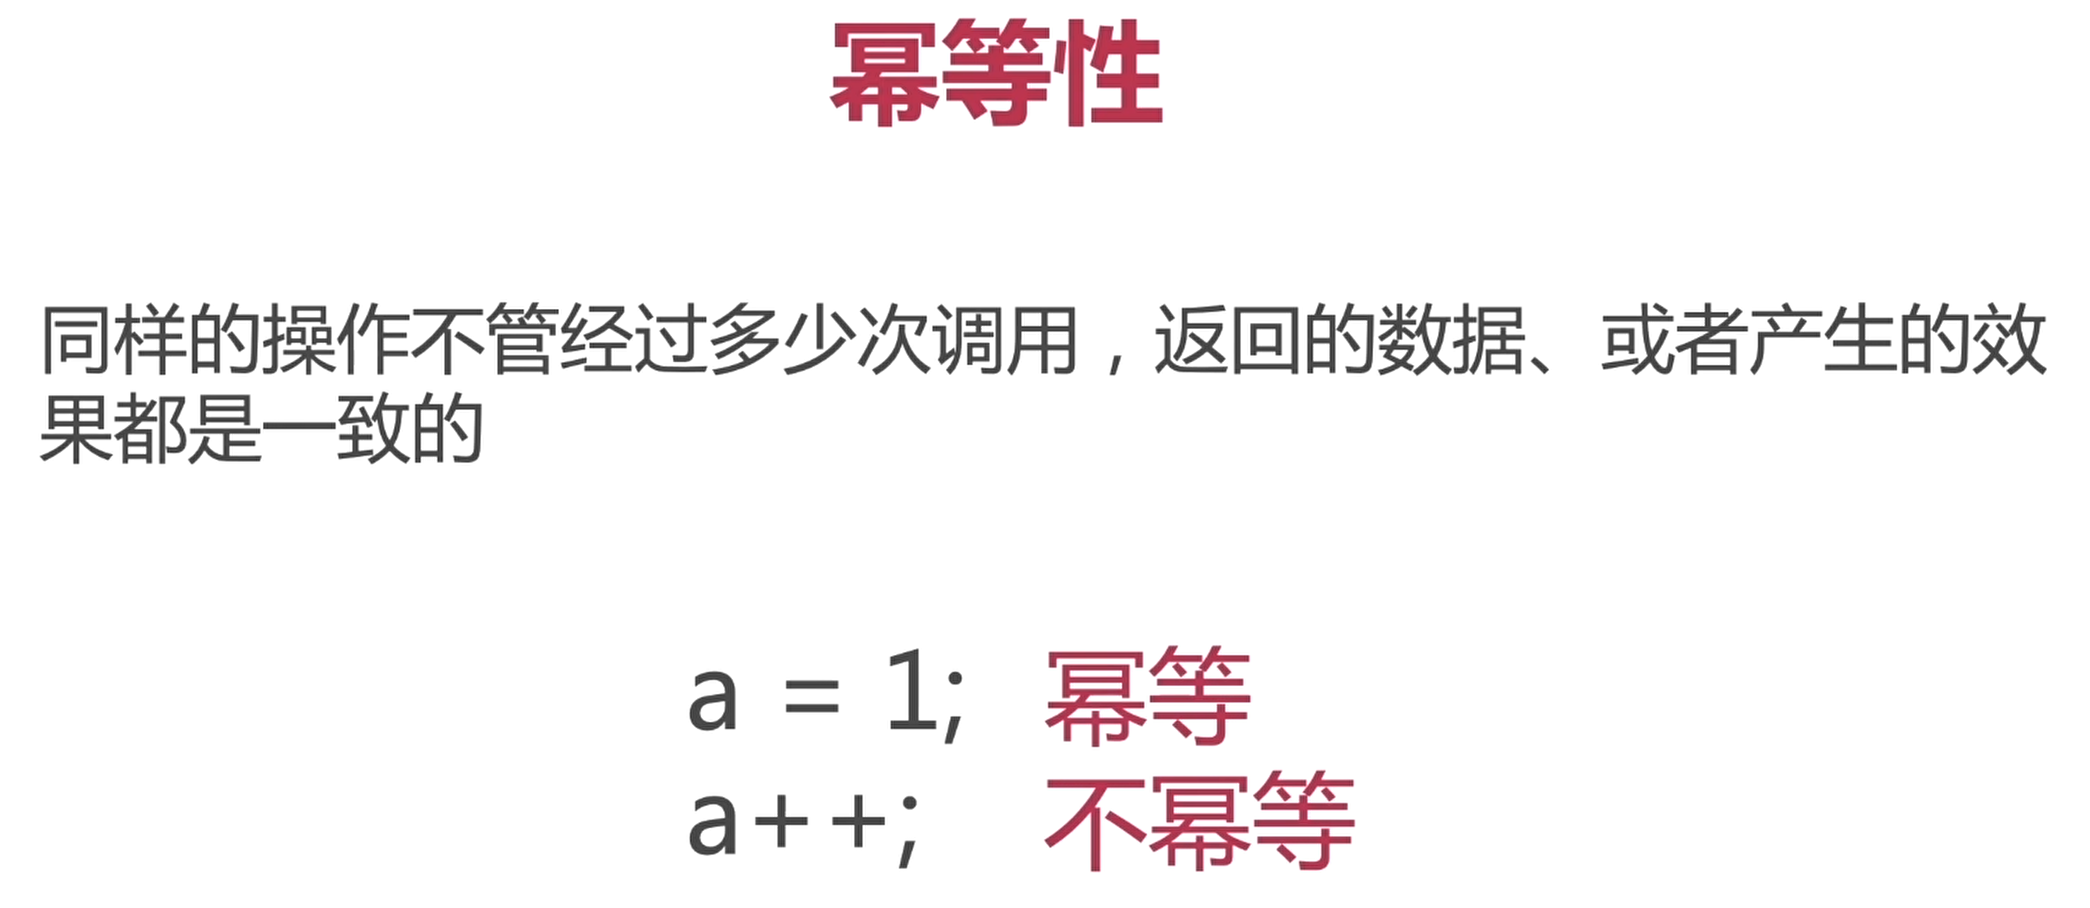 幂等性
同样的操作不管经过多少次调用，返回的数据、或者产生的效
果都是一致的
a = 1; 幂等
a++; 不幂等